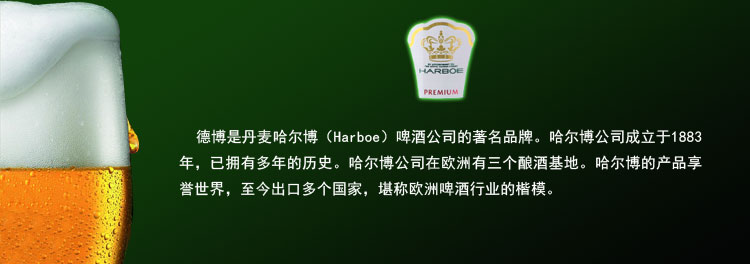 HARBOE
PREMIUM
德博是丹麦哈尔博（Harboe）啤酒公司的著名品牌。哈尔博公司成立于1883
年，已拥有多年的历史。哈尔博公司在欧洲有三个酿酒基地。哈尔博的产品享
誉世界，至今出口多个国家，堪称欧洲啤酒行业的楷模。